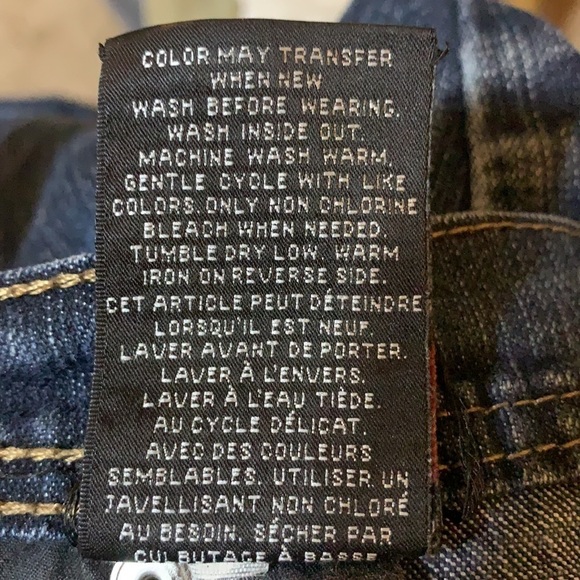 COLOR MAY TRANSFER
WHEN NEW
WASH BEFORE WEARING.
WASH INSIDE OUT.
MACHINE WASH WARM.
GENTLE CYCLE WITH LIKE
COLORS. ONLY NON CHLORINE
BLEACH WHEN NEEDED.
TUMBLE DRY LOW. WARM
IRON ON REVERSE SIDE.
CET ARTICLE PEUT DÉTEINDRE
LORSQU'IL EST NEUF.
LAVER AVANT DE PORTER.
LAVER À L'ENVERS.
LAVER À L'EAU TIÈDE.
AU CYCLE DÉLICAT.
AVEC DES COULEURS
SEMBLABLES. UTILISER UN
JAVELLISANT NON CHLORÉ
AU BESOIN. SÉCHER PAR
CULBUTAGE À BASSE